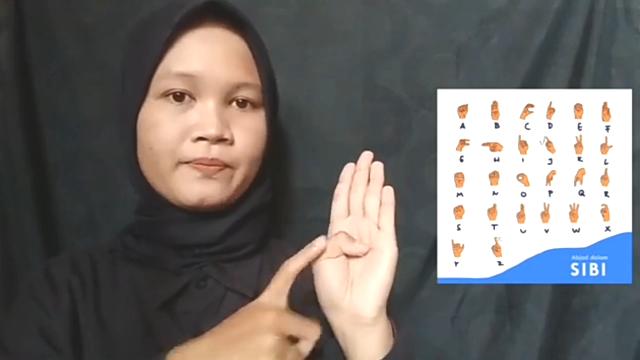 A B C D E F
G H I J K L
M N O P Q R
S T U V W X
Y Z
Abjad dalam
SIBI